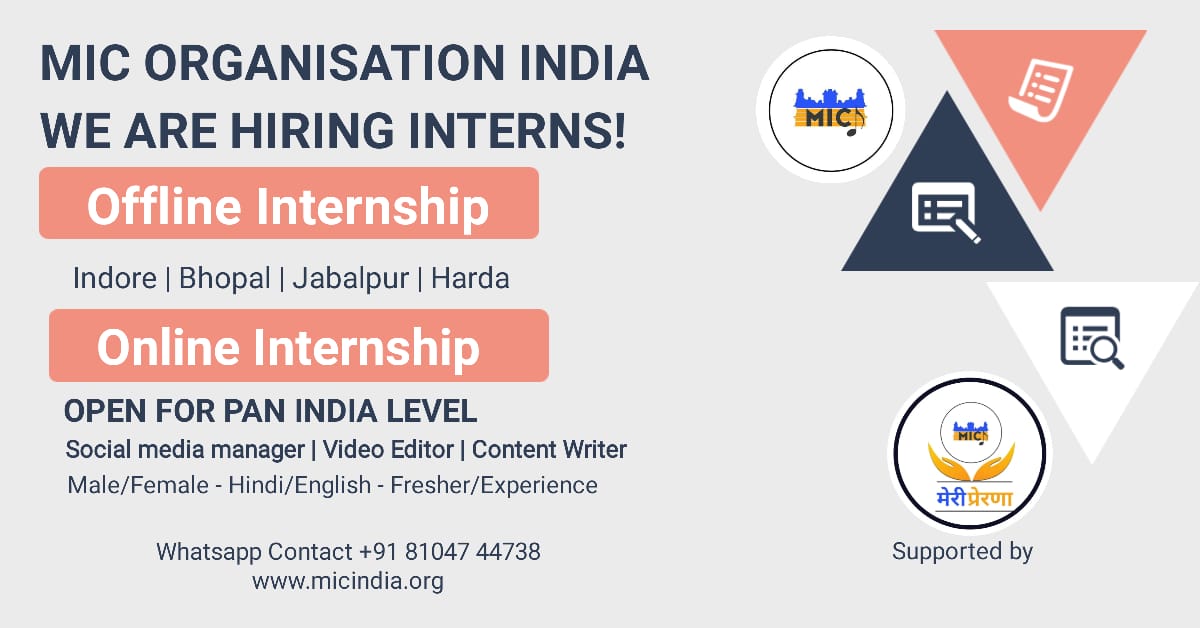 MIC ORGANISATION INDIA
WE ARE HIRING INTERNS!
Offline Internship
Indore | Bhopal | Jabalpur | Harda
Online Internship
OPEN FOR PAN INDIA LEVEL
Social media manager | Video Editor | Content Writer
Male/Female - Hindi/English - Fresher/Experience
Whatsapp Contact +91 81047 44738
www.micindia.org
MIC
MIC
मेरी प्रेरणा
Supported by